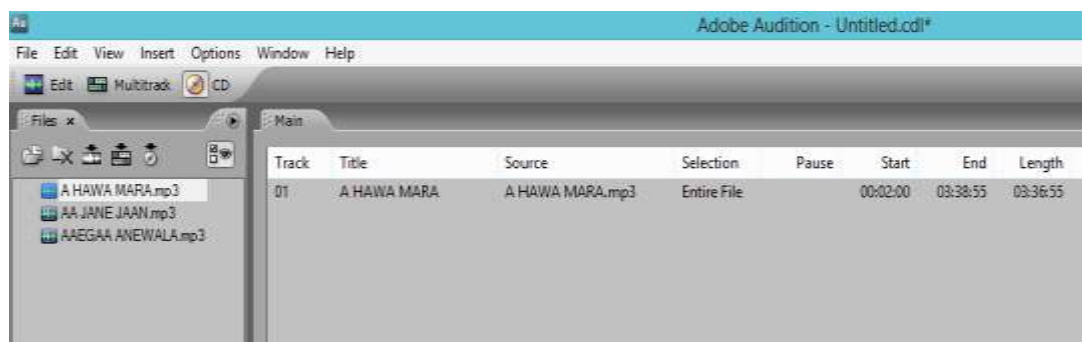 Au Adobe Audition - Untitled.cdl*
File Edit View Insert Options Window Help
Edit Multitrack CD
Files x Main
Track Title Source Selection Pause Start End Length
A HAWA MARA.mp3 01 A HAWA MARA A HAWA MARA.mp3 Entire File 00:02:00 03:38:55 03:36:55
AA JANE JAAN.mp3
AAEGAA ANEWALA.mp3